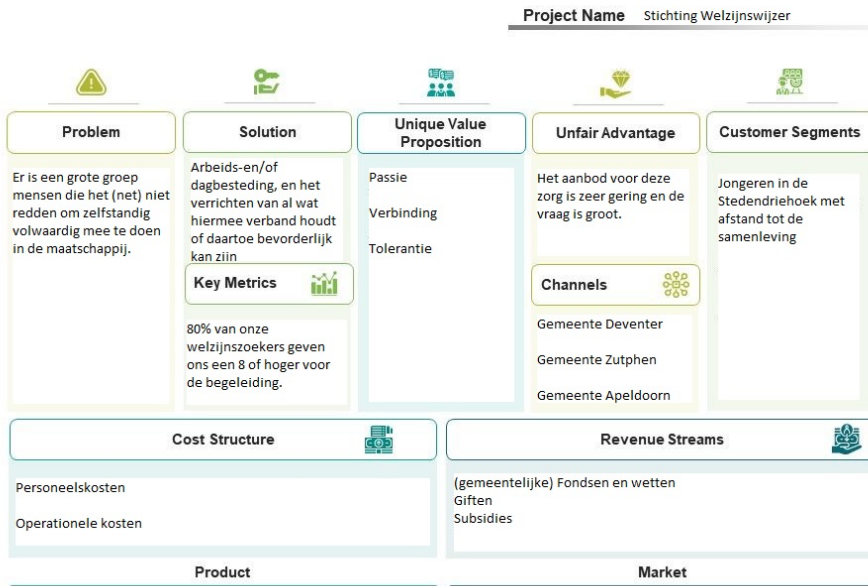 Project Name Stichting Welzijnswijzer
Problem
Er is een grote groep
mensen die het (net) niet
redden om zelfstandig
volwaardig mee te doen
in de maatschappij.
Solution
Arbeids-en/of
dagbesteding, en het
verrichten van al wat
hiermee verband houdt
of daartoe bevorderlijk
kan zijn
Key Metrics
80% van onze
welzijnszoekers geven
ons een 8 of hoger voor
de begeleiding.
Unique Value
Proposition
Passie
Verbinding
Tolerantie
Unfair Advantage
Het aanbod voor deze
zorg is zeer gering en de
vraag is groot.
Channels
Gemeente Deventer
Gemeente Zutphen
Gemeente Apeldoorn
Customer Segments
Jongeren in de
Stedendriehoek met
afstand tot de
samenleving
Cost Structure
Personeelskosten
Operationele kosten
Revenue Streams
(gemeentelijke) Fondsen en wetten
Giften
Subsidies
Product
Market